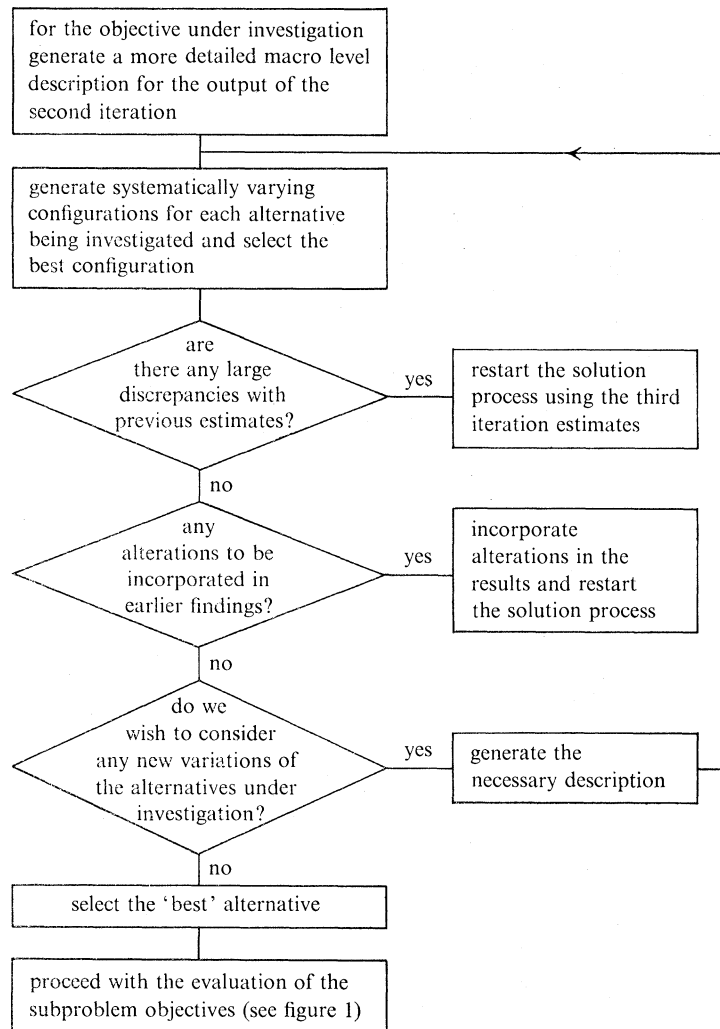 for the objective under investigation
generate a more detailed macro level
description for the output of the
second iteration
generate systematically varying
configurations for each alternative
being investigated and select the
best configuration
are
there any large
discrepancies with
previous estimates?
yes
restart the solution
process using the third
iteration estimates
no
any
alterations to be
incorporated in
earlier findings?
yes
incorporate
alterations in the
results and restart
the solution process
no
do we
wish to consider
any new variations of
the alternatives under
investigation?
yes
generate the
necessary description
no
select the ‘best’ alternative
proceed with the evaluation of the
subproblem objectives (see figure 1)